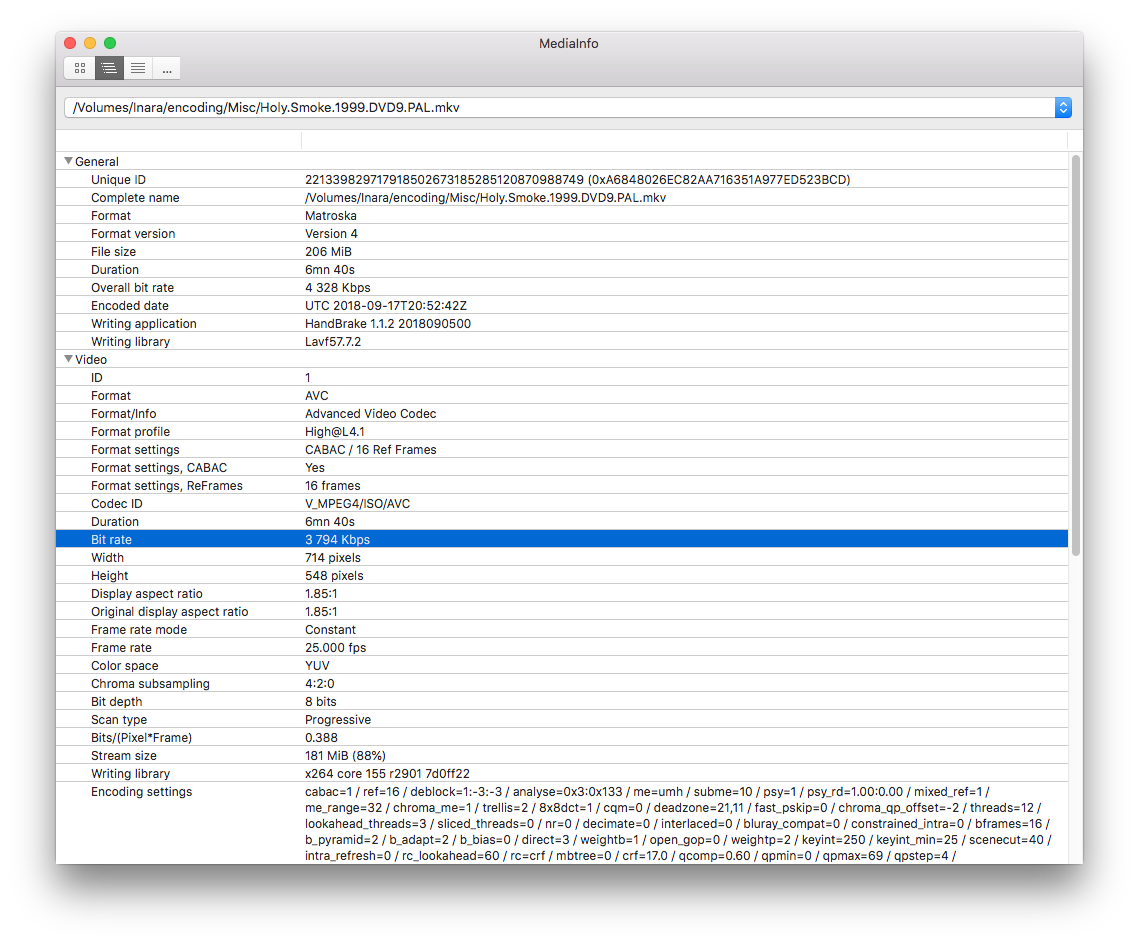 MediaInfo
...
/Volumes/Inara/encoding/Misc/Holy.Smoke.1999.DVD9.PAL.mkv
General
Unique ID 221339829717918502673185285120870988749 (0xA6848026EC82AA716351A977ED523BCD)
Complete name /Volumes/Inara/encoding/Misc/Holy.Smoke.1999.DVD9.PAL.mkv
Format Matroska
Format version Version 4
File size 206 MiB
Duration 6mn 40s
Overall bit rate 4 328 Kbps
Encoded date UTC 2018-09-17T20:52:42Z
Writing application HandBrake 1.1.2 2018090500
Writing library Lavf57.7.2
Video
ID 1
Format AVC
Format/Info Advanced Video Codec
Format profile High@L4.1
Format settings CABAC / 16 Ref Frames
Format settings, CABAC Yes
Format settings, ReFrames 16 frames
Codec ID V_MPEG4/ISO/AVC
Duration 6mn 40s
Bit rate 3 794 Kbps
Width 714 pixels
Height 548 pixels
Display aspect ratio 1.85:1
Original display aspect ratio 1.85:1
Frame rate mode Constant
Frame rate 25.000 fps
Color space YUV
Chroma subsampling 4:2:0
Bit depth 8 bits
Scan type Progressive
Bits/(Pixel*Frame) 0.388
Stream size 181 MiB (88%)
Writing library x264 core 155 r2901 7d0ff22
Encoding settings cabac=1 / ref=16 / deblock=1:-3:-3 / analyse=0x3:0x133 / me=umh / subme=10 / psy=1 / psy_rd=1.00:0.00 / mixed_ref=1 /
me_range=32 / chroma_me=1 / trellis=2 / 8x8dct=1 / cqm=0 / deadzone=21,11 / fast_pskip=0 / chroma_qp_offset=-2 / threads=12 /
lookahead_threads=3 / sliced_threads=0 / nr=0 / decimate=0 / interlaced=0 / bluray_compat=0 / constrained_intra=0 / bframes=16 /
b_pyramid=2 / b_adapt=2 / b_bias=0 / direct=3 / weightb=1 / open_gop=0 / weightp=2 / keyint=250 / keyint_min=25 / scenecut=40 /
intra_refresh=0 / rc_lookahead=60 / rc=crf / mbtree=0 / crf=17.0 / qcomp=0.60 / qpmin=0 / qpmax=69 / qpstep=4 /